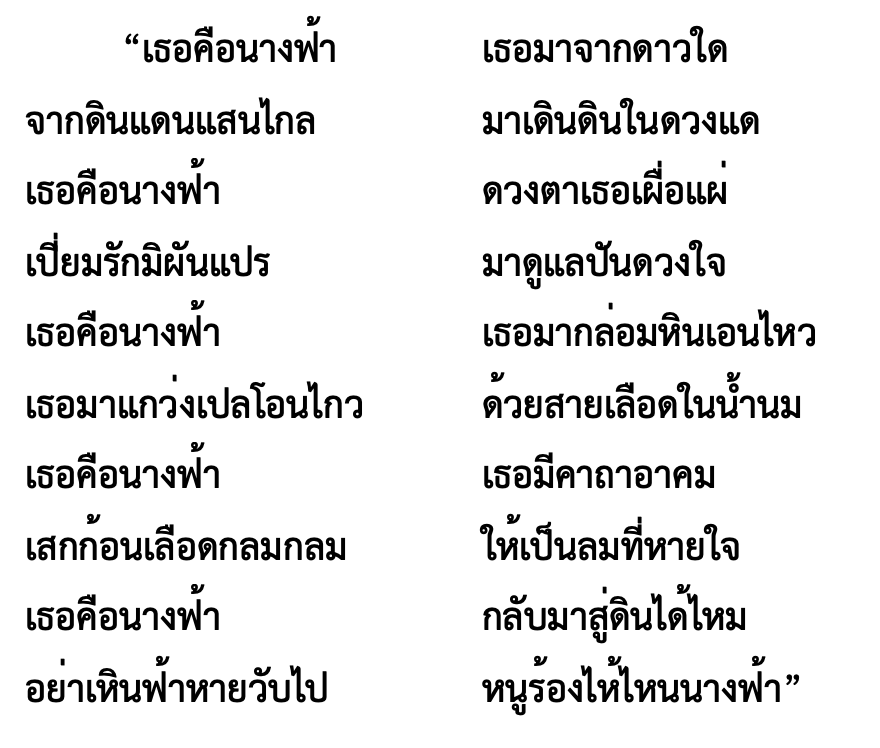 “เธอคือนางฟ้า เธอมาจากดาวใด
จากดินแดนแสนไกล มาเดินดินในดวงแด
เธอคือนางฟ้า ดวงตาเธอเผื่อแผ่
เปี่ยมรักมิผันแปร มาดูแลปันดวงใจ
เธอคือนางฟ้า เธอมากล่อมหินเอนไหว
เธอมาแกว่งเปลโอนไกว ด้วยสายเลือดในน้ำนม
เธอคือนางฟ้า เธอมีคาถาอาคม
เสกก้อนเลือดกลมกลม ให้เป็นลมที่หายใจ
เธอคือนางฟ้า กลับมาสู่ดินได้ไหม
อย่าเหินฟ้าหายวับไป หนูร้องไห้ไหนนางฟ้า”